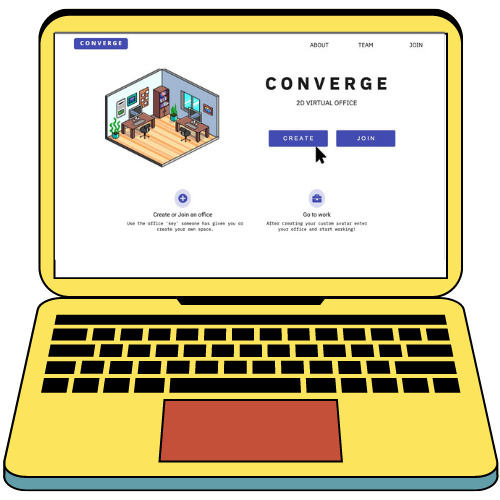 CONVERGE
ABOUT
TEAM
JOIN
CONVERGE
2D VIRTUAL OFFICE
CREATE
JOIN
Create or Join an office
Use the office 'key' someone has given you or
create your own space.
Go to work
After creating your custom avatar enter
your office and start working!